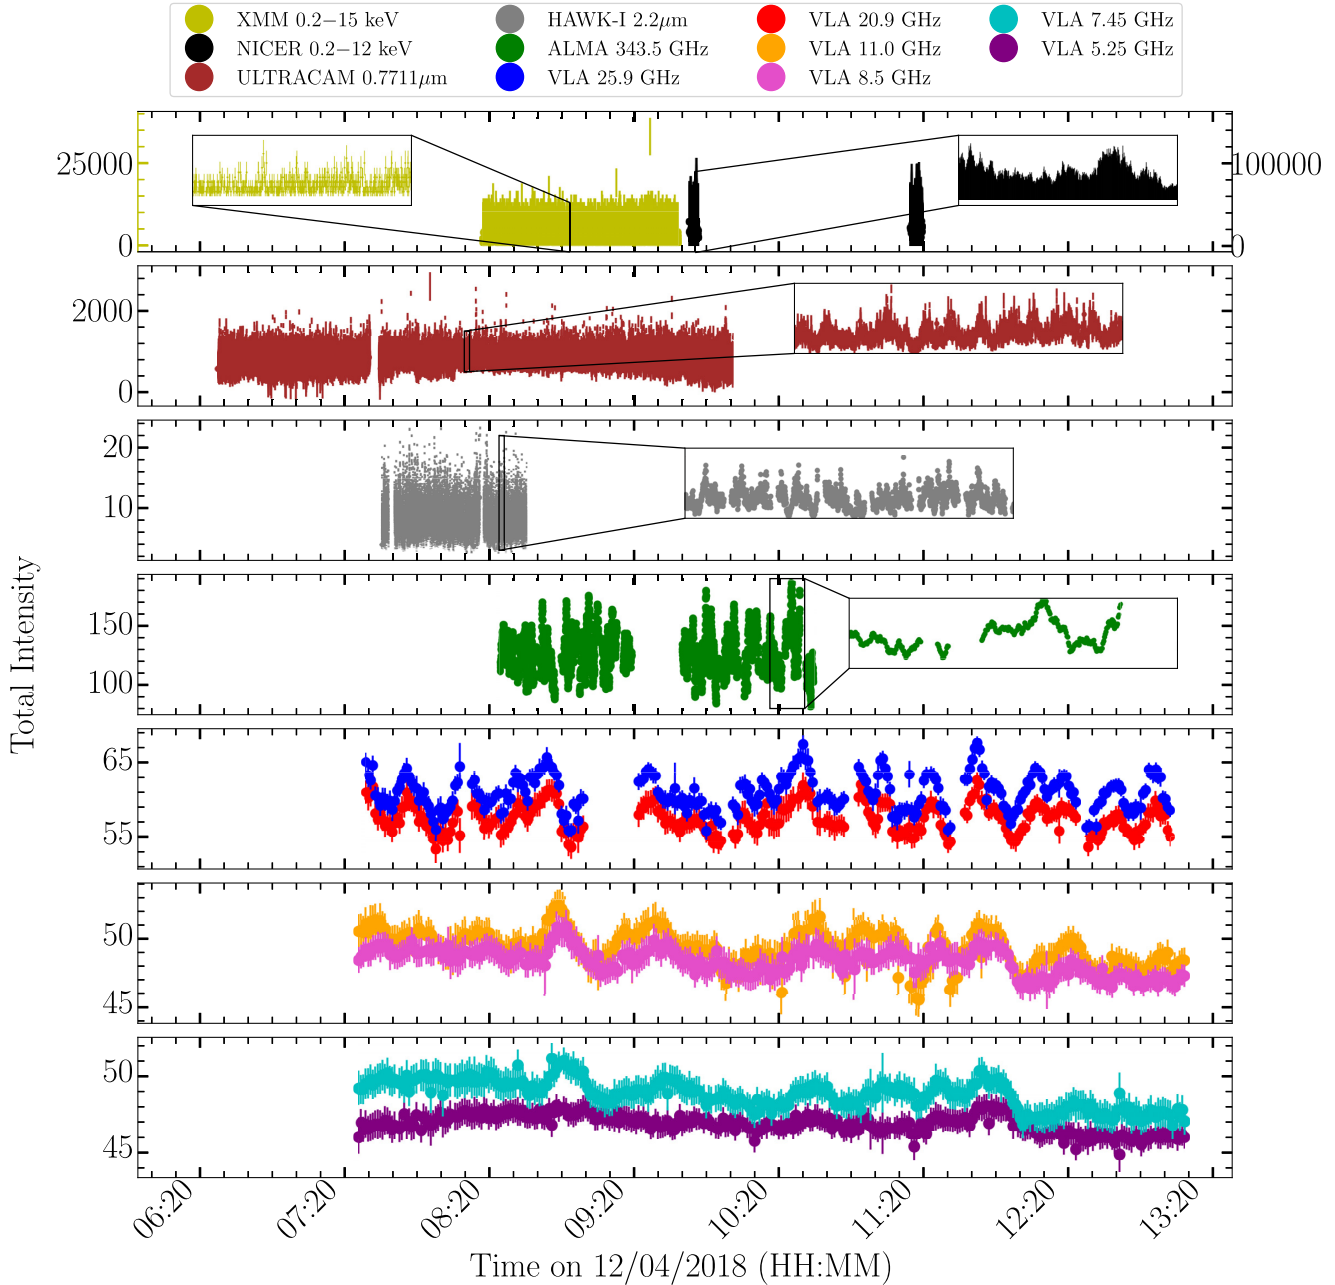 XMM 0.2−15 keV
NICER 0.2−12 keV
ULTRACAM 0.7711μm
HAWK-I 2.2μm
ALMA 343.5 GHz
VLA 25.9 GHz
VLA 20.9 GHz
VLA 11.0 GHz
VLA 8.5 GHz
VLA 7.45 GHz
VLA 5.25 GHz
25000
0
100000
0
2000
0
20
10
150
100
65
55
50
45
50
45
Total Intensity
06:20
07:20
08:20
09:20
10:20
11:20
12:20
13:20
Time on 12/04/2018 (HH:MM)